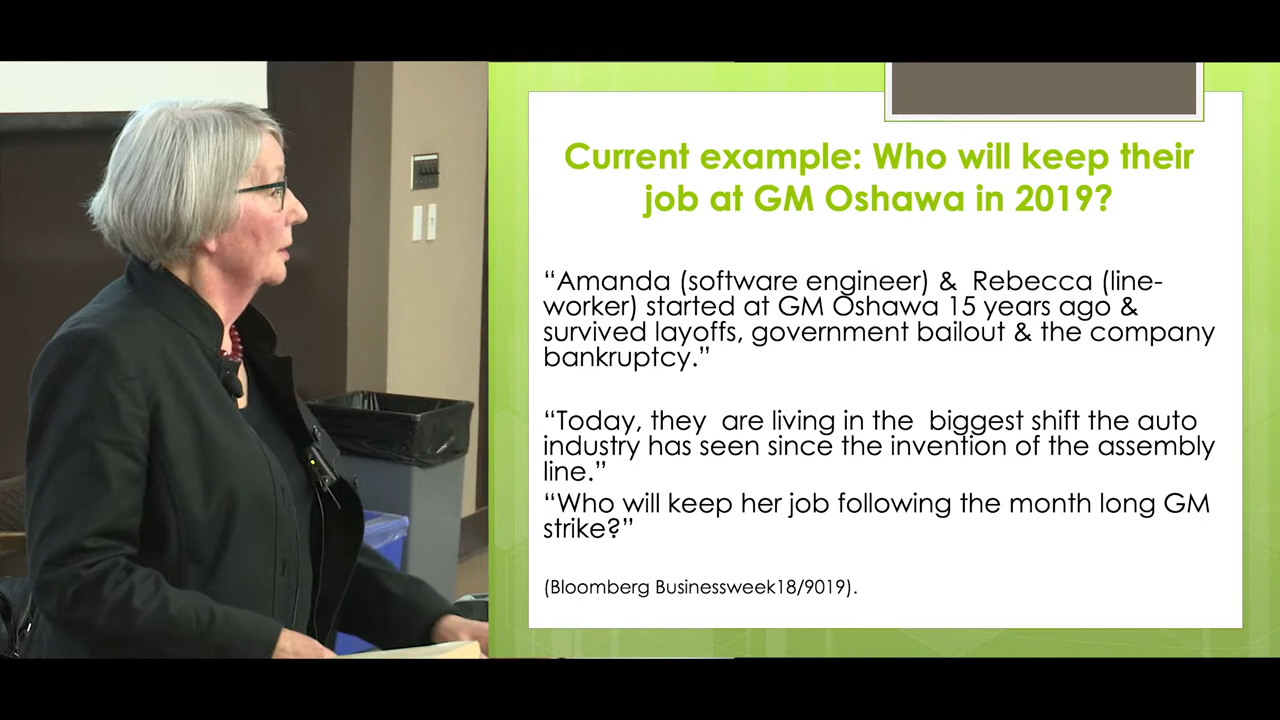 Current example: Who will keep their
job at GM Oshawa in 2019?
“Amanda (software engineer) & Rebecca (line-
worker) started at GM Oshawa 15 years ago &
survived layoffs, government bailout & the company
bankruptcy.”
“Today, they are living in the biggest shift the auto
industry has seen since the invention of the assembly
line.”
“Who will keep her job following the month long GM
strike?”
(Bloomberg Businessweek18/9019).